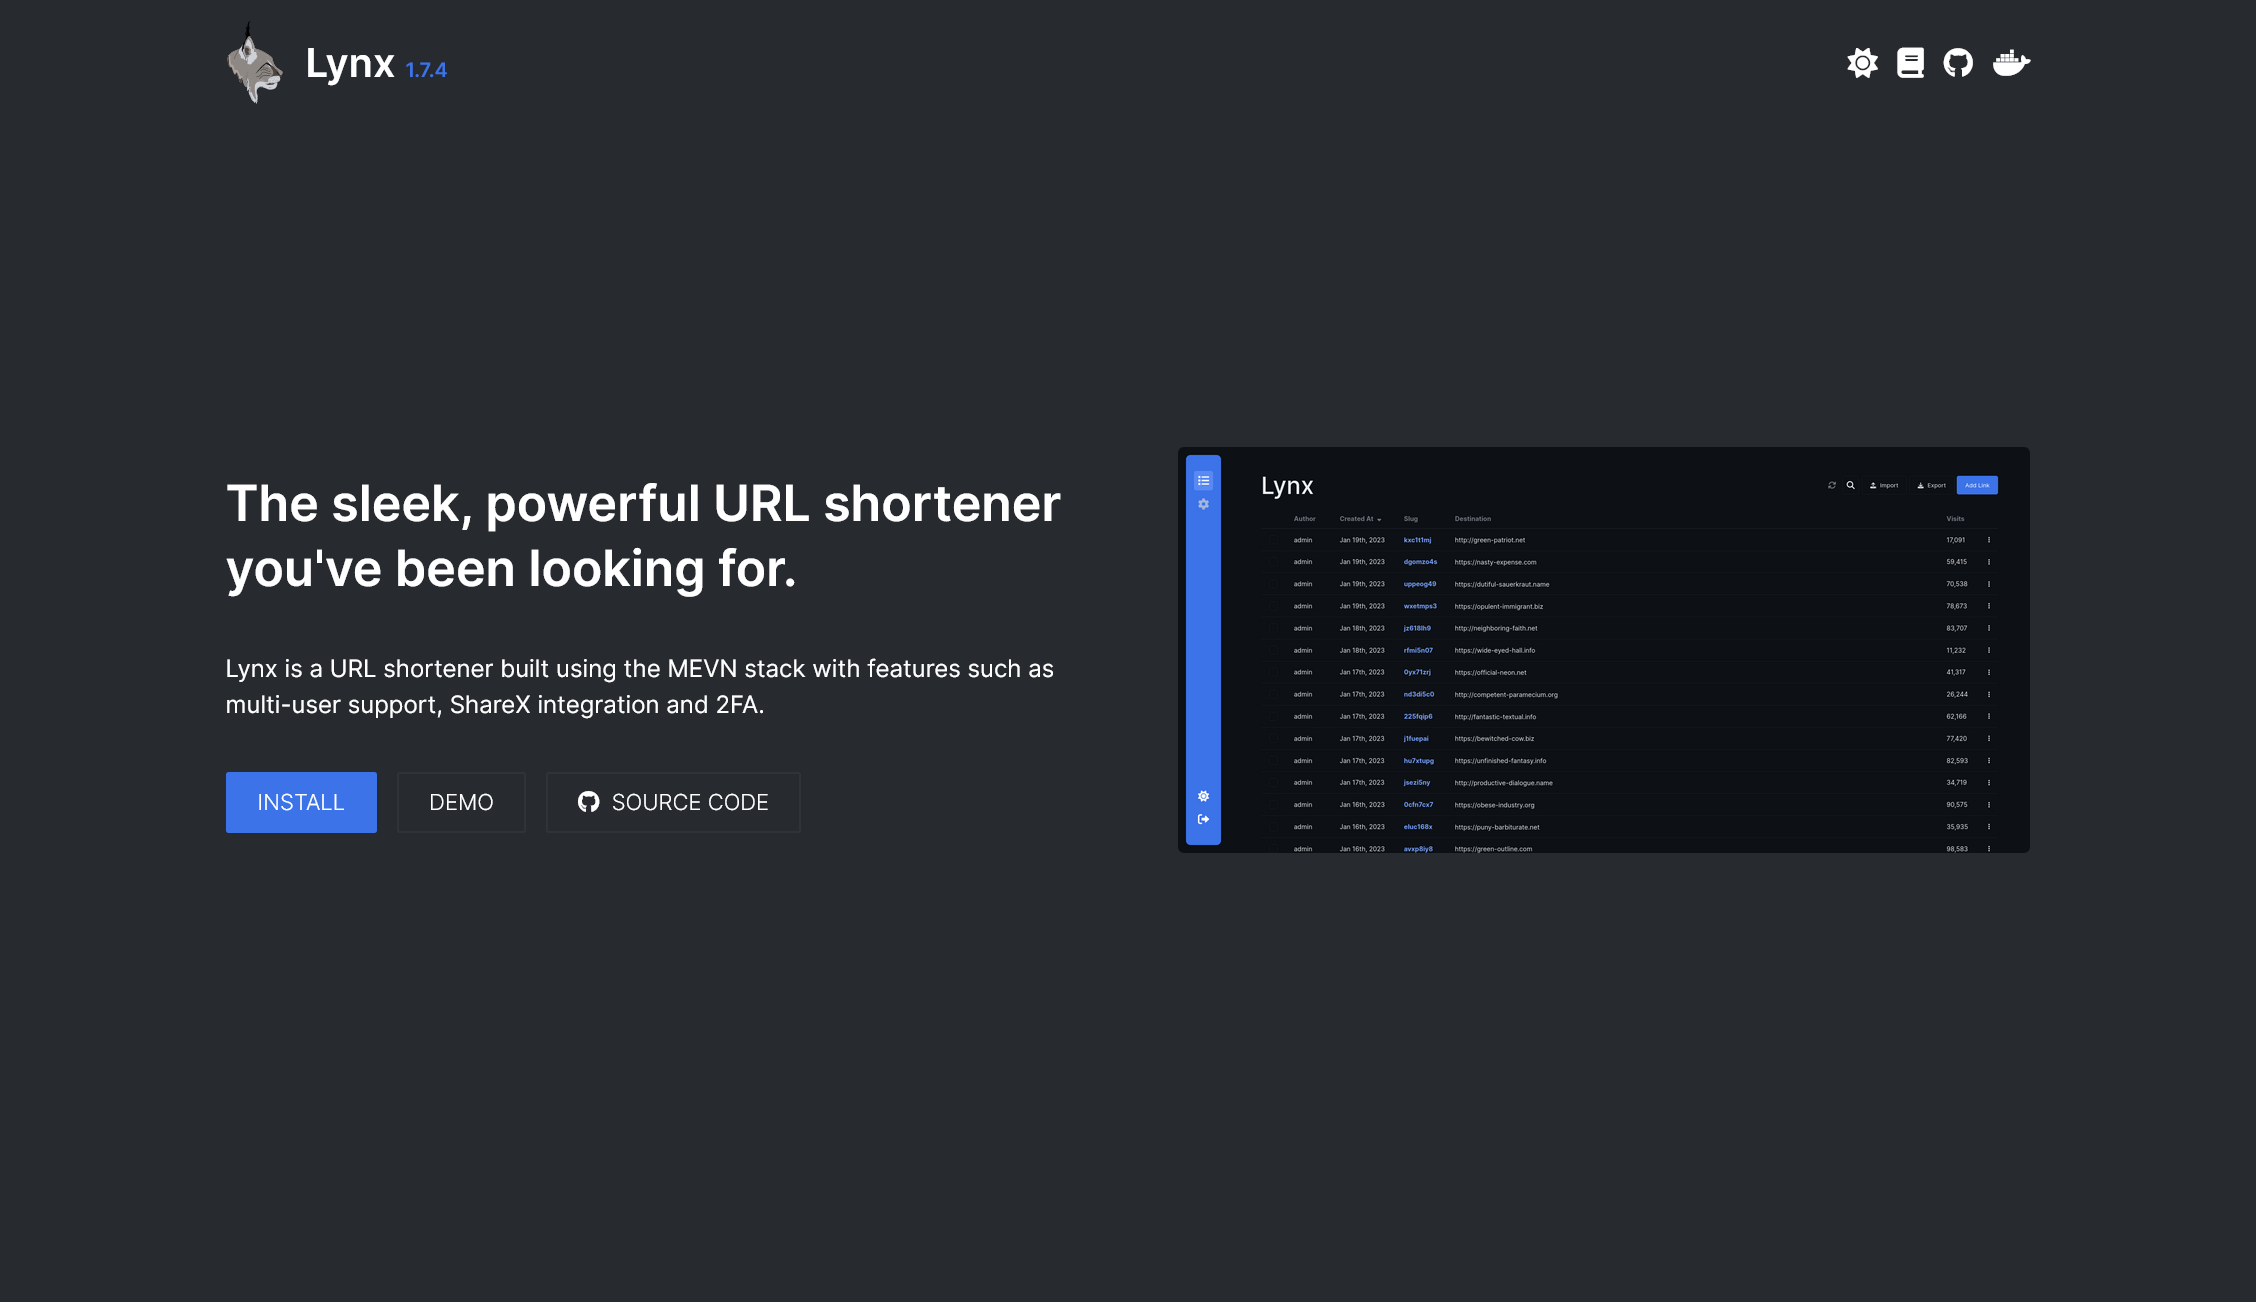 Lynx 1.7.4
The sleek, powerful URL shortener
you've been looking for.
Lynx is a URL shortener built using the MEVN stack with features such as
multi-user support, ShareX integration and 2FA.
INSTALL DEMO SOURCE CODE
Lynx Import Export Add Link
Author Created At Slug Destination Visits
admin Jan 19th, 2023 kxc1t1mj http://green-patriot.net 17,091
admin Jan 19th, 2023 dgomzo4s https://nasty-expense.com 59,415
admin Jan 19th, 2023 uppeog49 https://dutiful-sauerkraut.name 70,538
admin Jan 19th, 2023 wxetmps3 https://opulent-immigrant.biz 78,673
admin Jan 18th, 2023 jz618lh9 http://neighboring-faith.net 83,707
admin Jan 18th, 2023 rfmi5n07 https://wide-eyed-hall.info 11,232
admin Jan 17th, 2023 0yx71zrj https://official-neon.net 41,317
admin Jan 17th, 2023 nd3di5c0 http://competent-paramecium.org 26,244
admin Jan 17th, 2023 225fqip6 http://fantastic-textual.info 62,166
admin Jan 17th, 2023 j1fuepai https://bewitched-cow.biz 77,420
admin Jan 17th, 2023 hu7xtupg https://unfinished-fantasy.info 82,593
admin Jan 17th, 2023 jsezi5ny http://productive-dialogue.name 34,719
admin Jan 16th, 2023 0cfn7cx7 https://obese-industry.org 90,575
admin Jan 16th, 2023 eluc168x https://puny-barbiturate.net 35,935
admin Jan 16th, 2023 avxp8iy8 https://green-outline.com 98,583